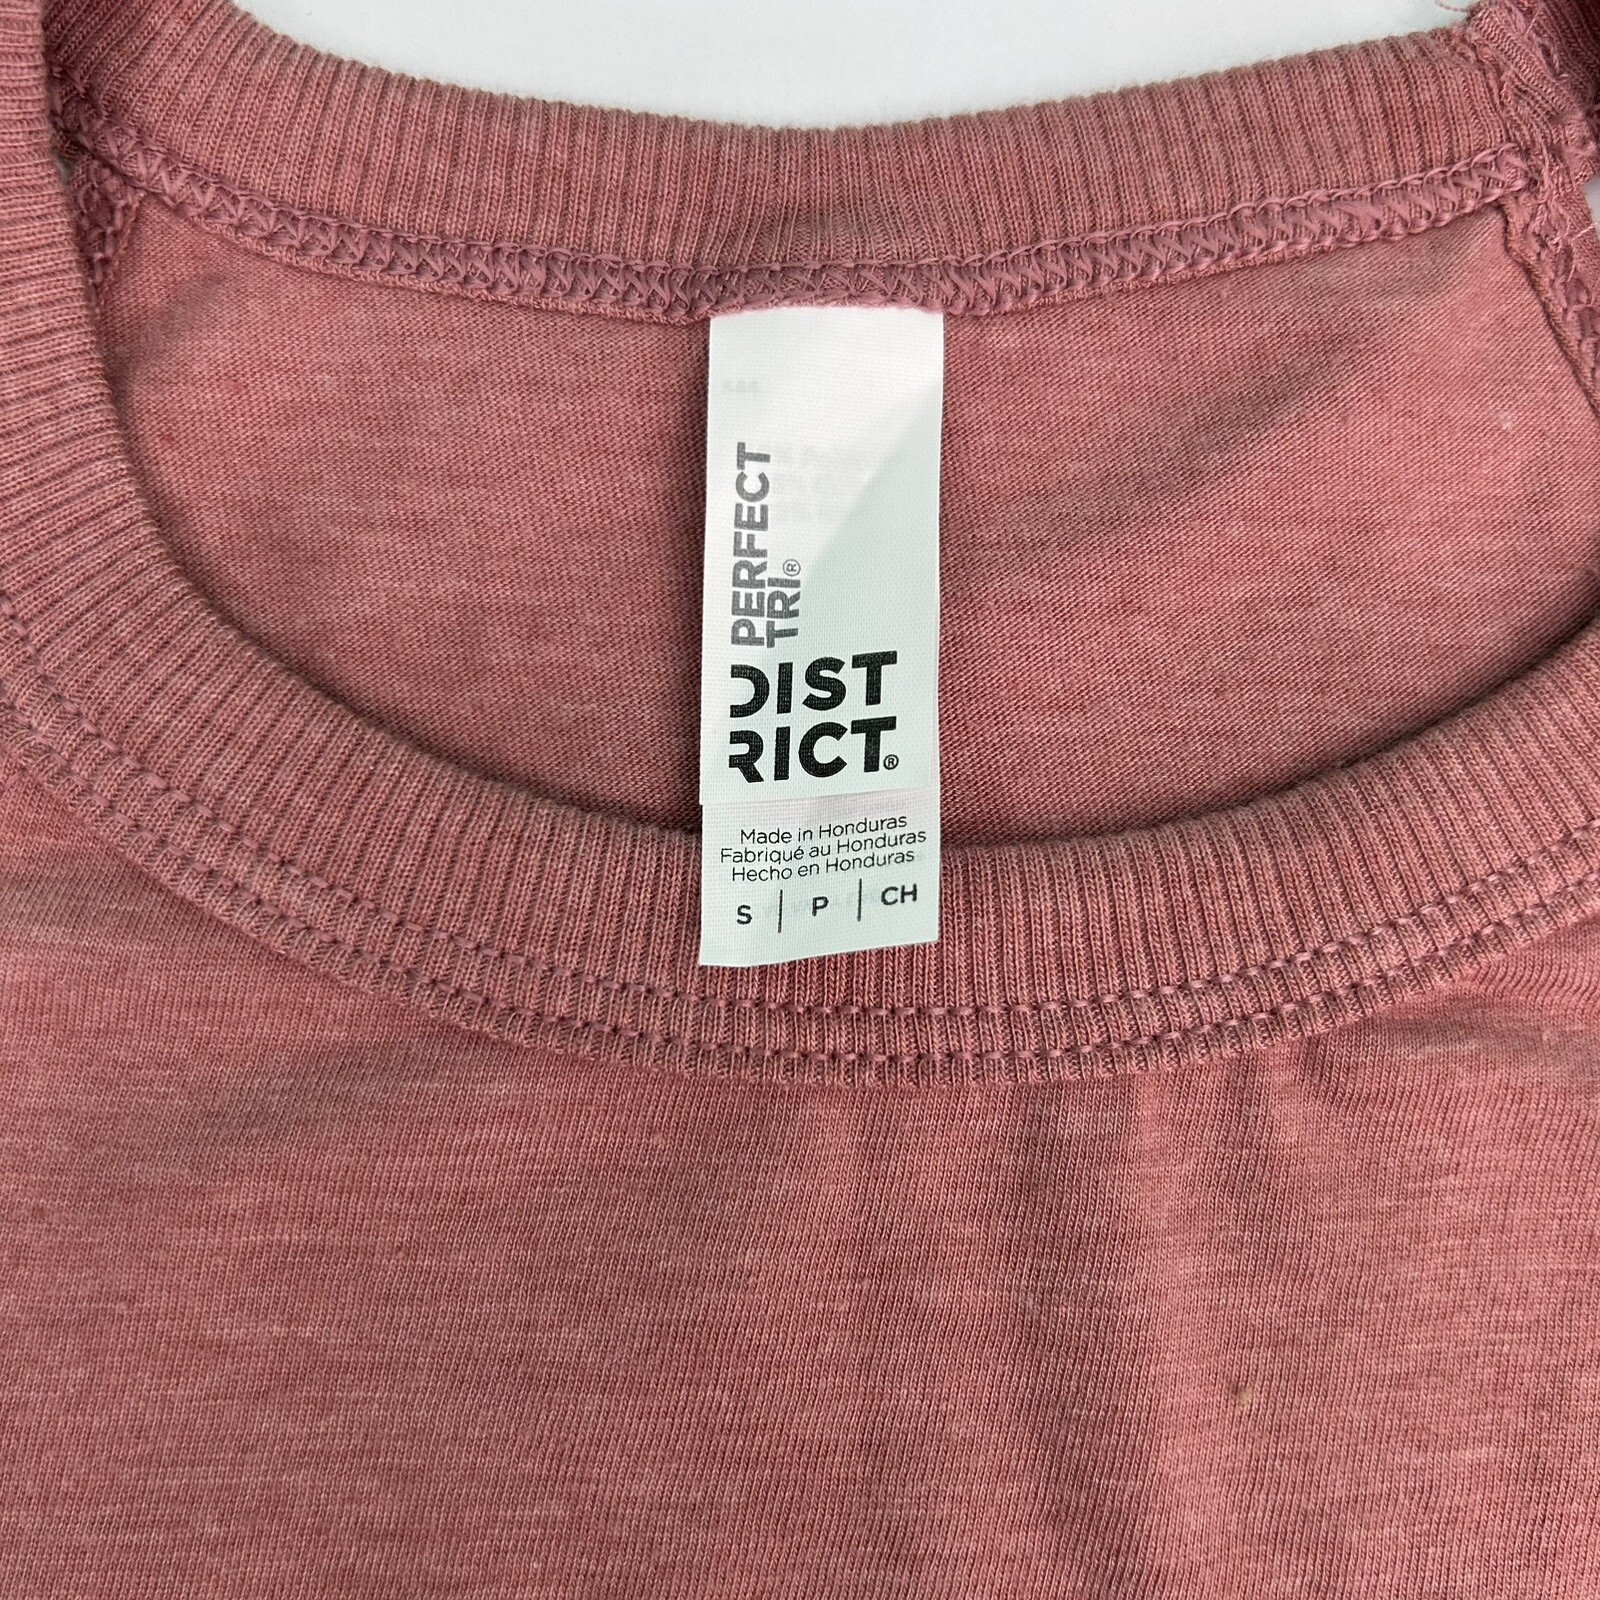 PERFECT
TRI®
DIST
RICT®
Made in Honduras
Fabriqué au Honduras
Hecho en Honduras
S | P | CH